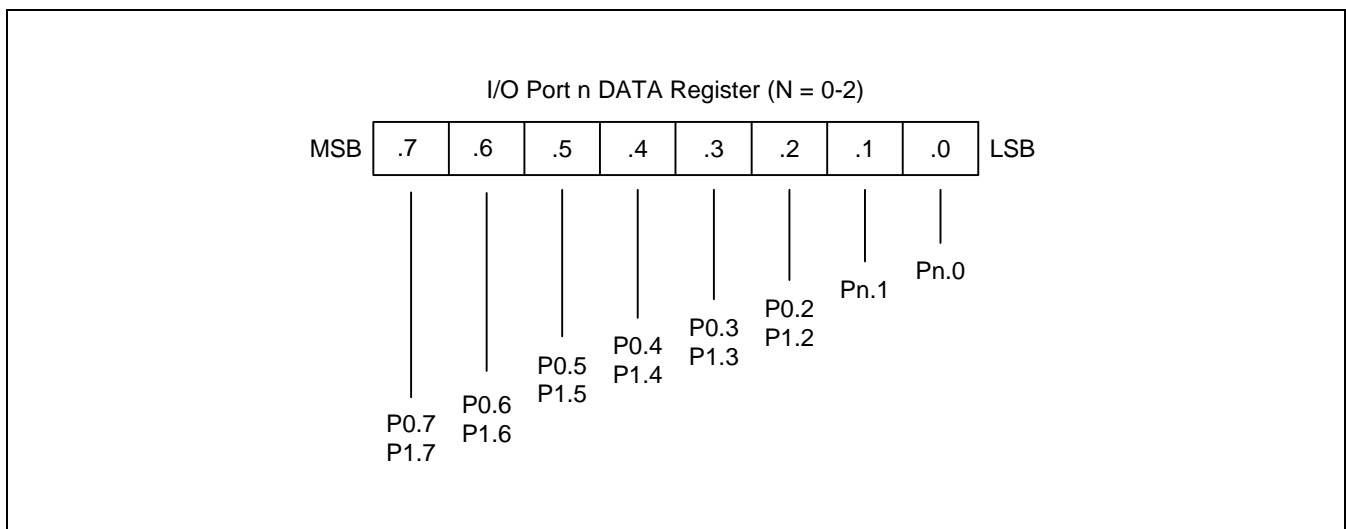 I/O Port n DATA Register (N = 0-2)
MSB .7 .6 .5 .4 .3 .2 .1 .0 LSB
Pn.0
Pn.1
P0.2
P1.2
P0.3
P1.3
P0.4
P1.4
P0.5
P1.5
P0.6
P1.6
P0.7
P1.7